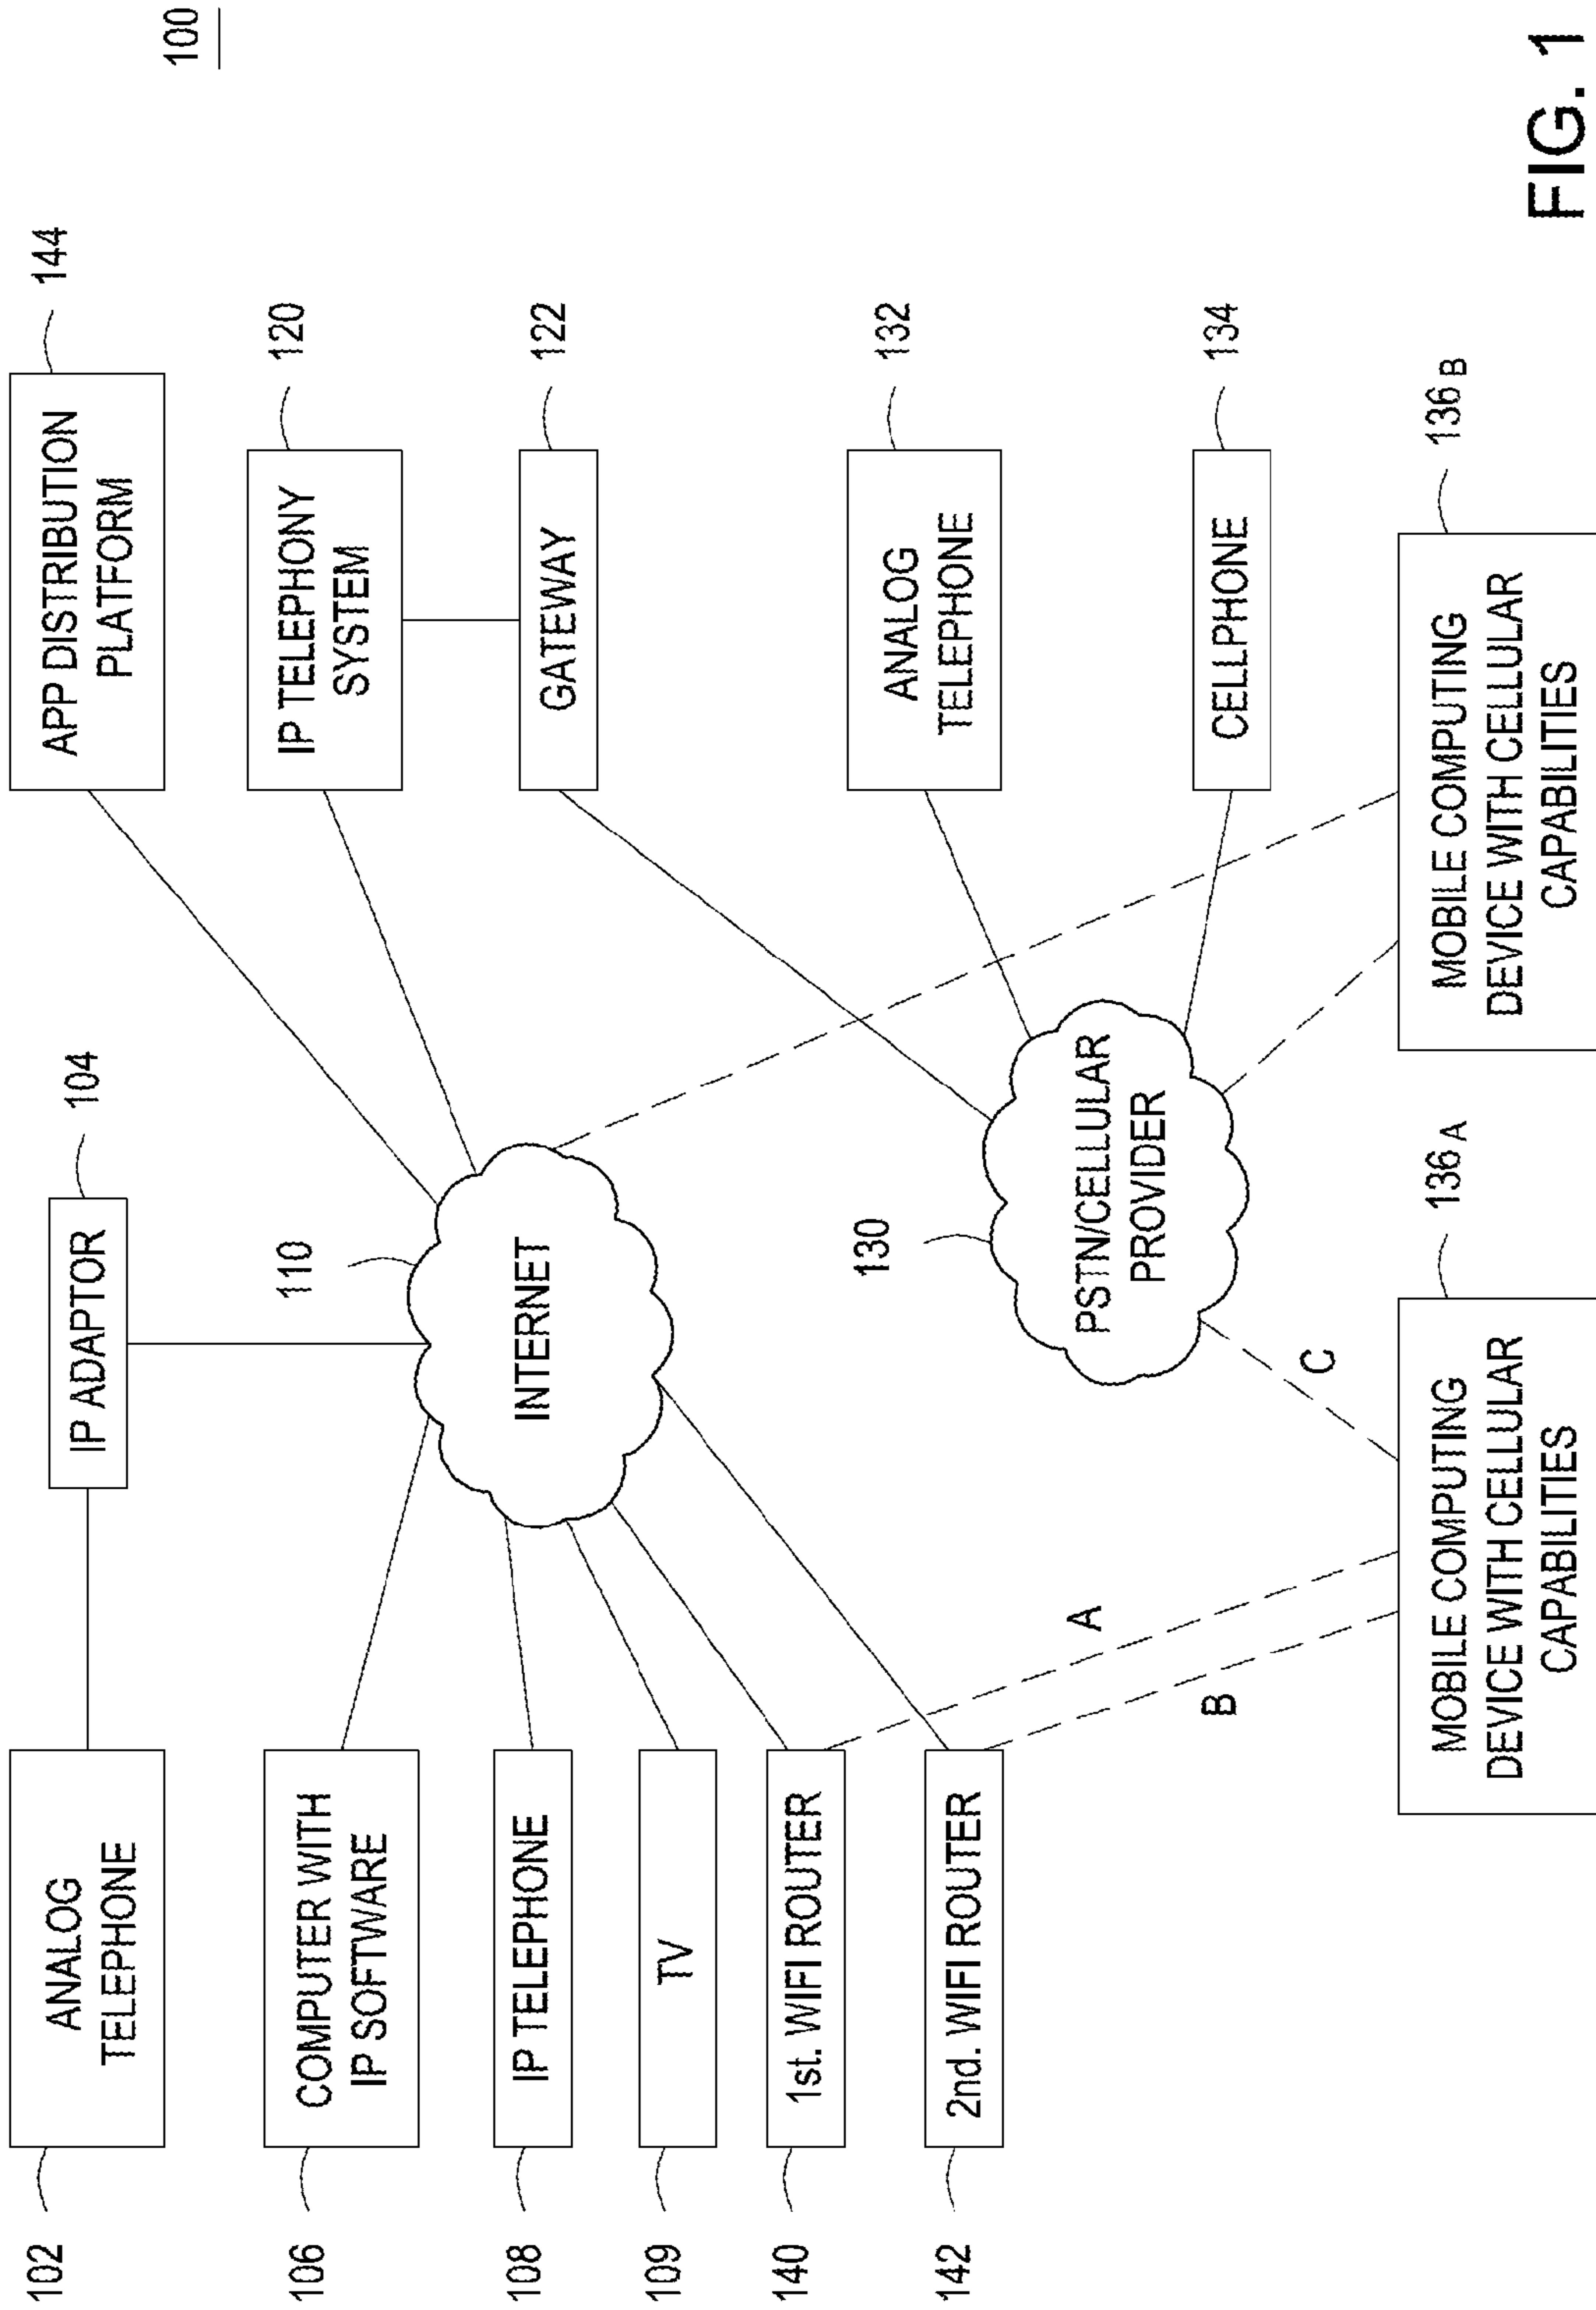 100
102
ANALOG
TELEPHONE
IP ADAPTOR
104
APP DISTRIBUTION
PLATFORM
144
106
COMPUTER WITH
IP SOFTWARE
110
INTERNET
IP TELEPHONY
SYSTEM
120
108
IP TELEPHONE
GATEWAY
122
109
TV
140
1st. WIFI ROUTER
142
2nd. WIFI ROUTER
130
PSTN/CELLULAR
PROVIDER
ANALOG
TELEPHONE
132
A
B
C
CELLPHONE
134
MOBILE COMPUTING
DEVICE WITH CELLULAR
CAPABILITIES
136A
MOBILE COMPUTING
DEVICE WITH CELLULAR
CAPABILITIES
136B
FIG. 1